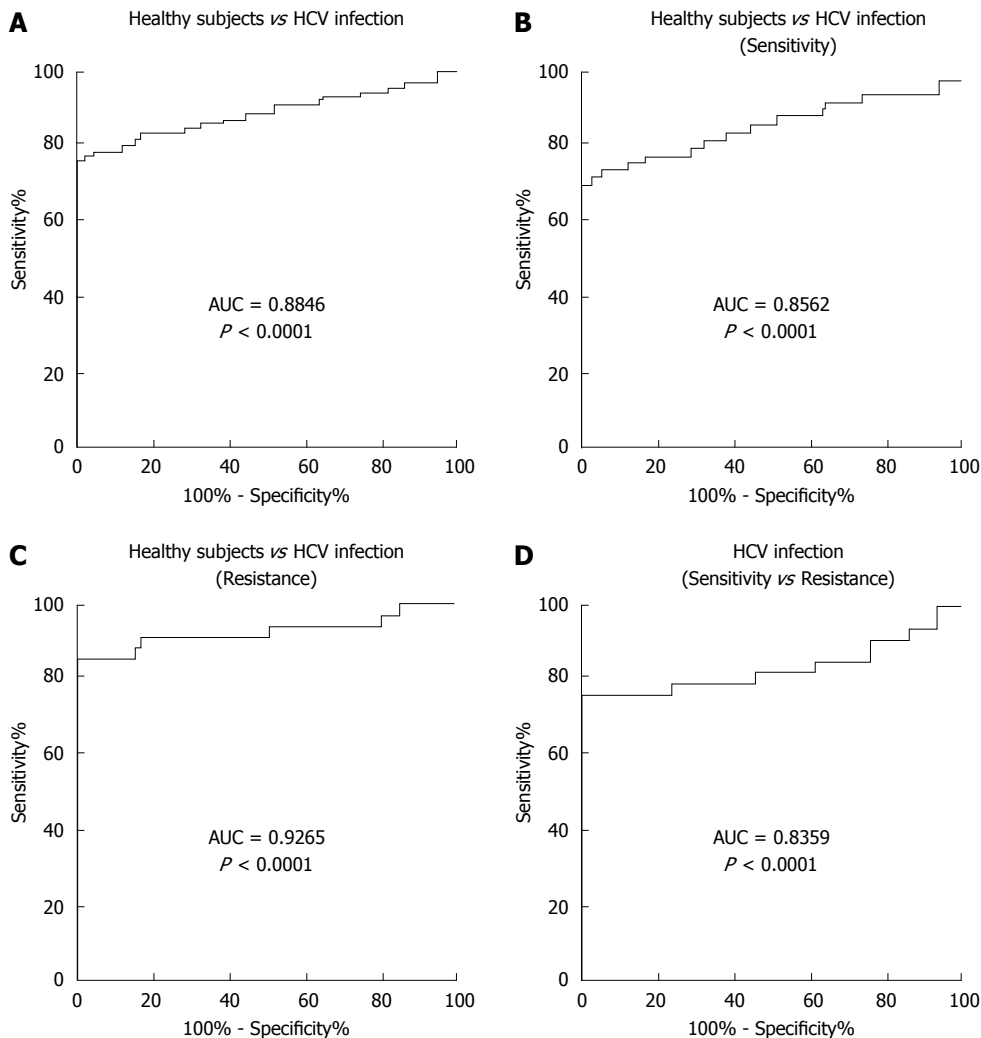 A
Healthy subjects vs HCV infection
100
80
60
40
20
0
Sensitivity%
AUC = 0.8846
P < 0.0001
0 20 40 60 80 100
100% - Specificity%
B
Healthy subjects vs HCV infection
(Sensitivity)
100
80
60
40
20
0
Sensitivity%
AUC = 0.8562
P < 0.0001
0 20 40 60 80 100
100% - Specificity%
C
Healthy subjects vs HCV infection
(Resistance)
100
80
60
40
20
0
Sensitivity%
AUC = 0.9265
P < 0.0001
0 20 40 60 80 100
100% - Specificity%
D
HCV infection
(Sensitivity vs Resistance)
100
80
60
40
20
0
Sensitivity%
AUC = 0.8359
P < 0.0001
0 20 40 60 80 100
100% - Specificity%